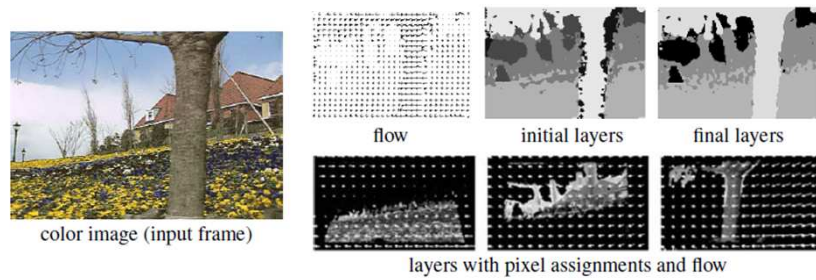 flow
initial layers
final layers
color image (input frame)
layers with pixel assignments and flow